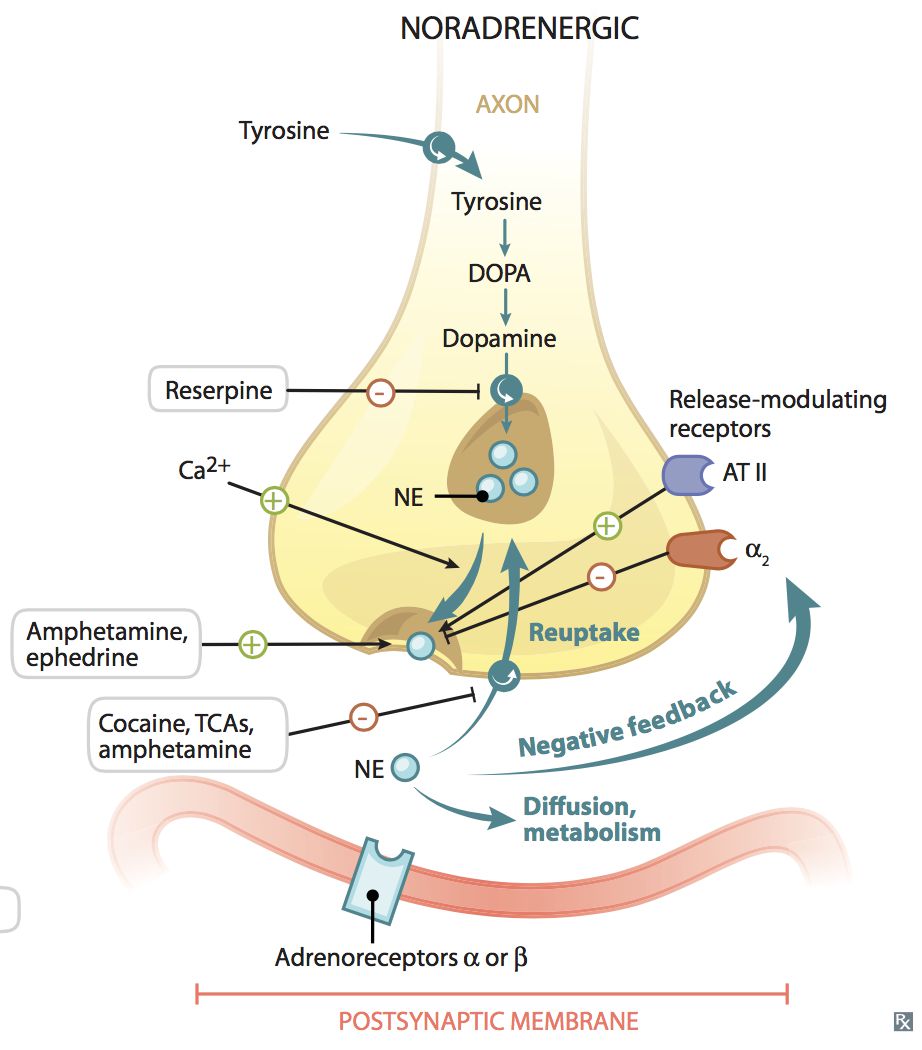 NORADRENERGIC
AXON
Tyrosine
Tyrosine
DOPA
Dopamine
Reserpine
-
Release-modulating
receptors
AT II
Ca2+
+
NE
+
α2
-
Amphetamine,
ephedrine
+
Reuptake
Cocaine, TCAs,
amphetamine
-
Negative feedback
NE
Diffusion,
metabolism
Adrenoreceptors α or β
POSTSYNAPTIC MEMBRANE
℞